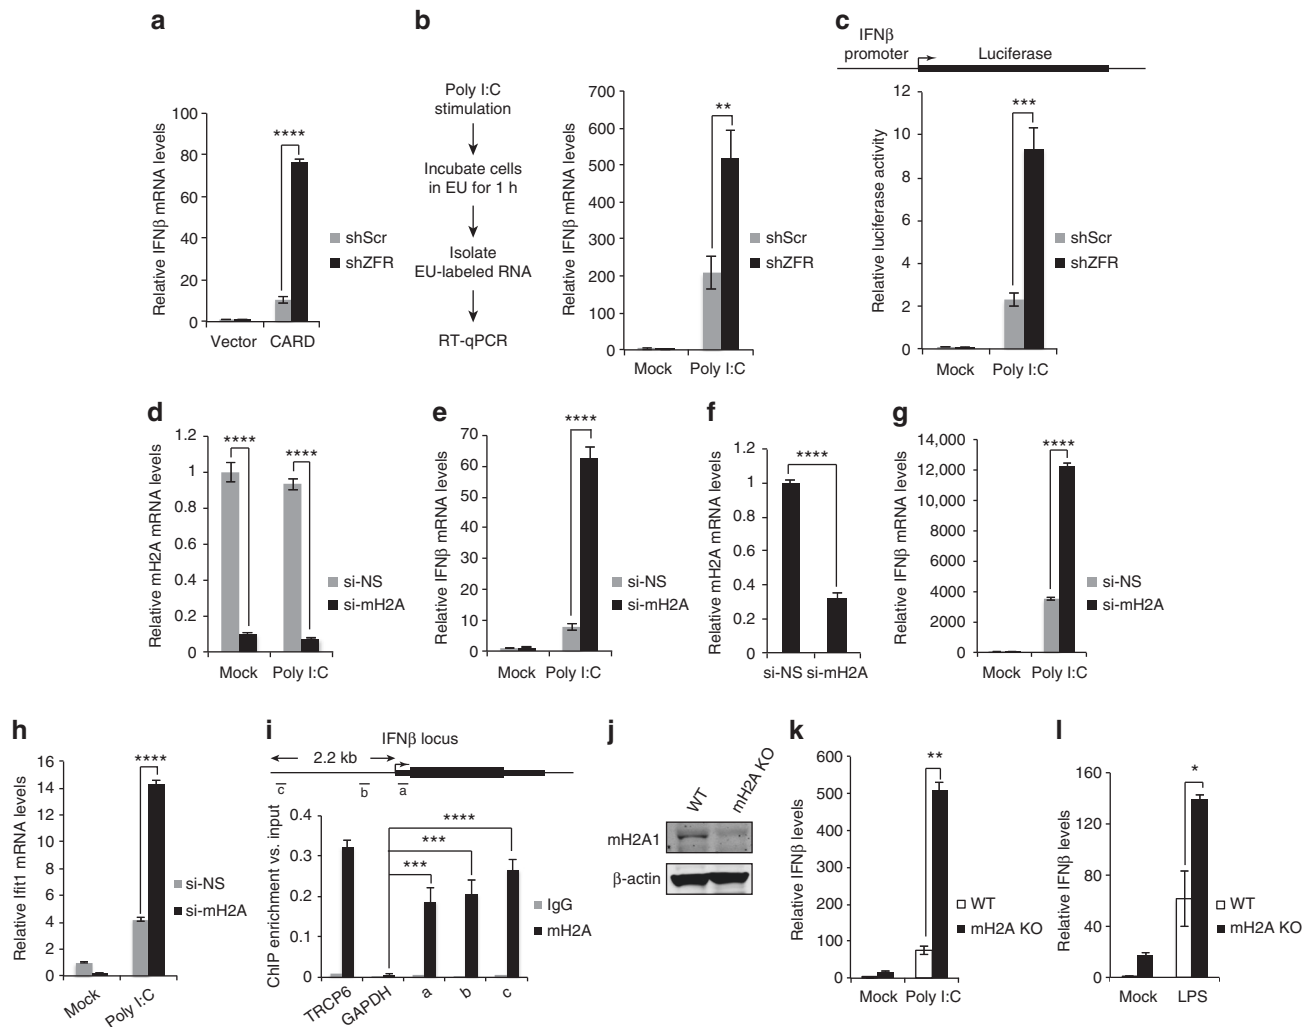 a
****
Relative IFNβ mRNA levels
100
80
60
40
20
0
Vector CARD
shScr
shZFR
b
Poly I:C
stimulation
Incubate cells
in EU for 1 h
Isolate
EU-labeled RNA
RT-qPCR
**
Relative IFNβ mRNA levels
700
600
500
400
300
200
100
0
Mock Poly I:C
shScr
shZFR
c
IFNβ
promoter
Luciferase
***
Relative luciferase activity
12
10
8
6
4
2
0
Mock Poly I:C
shScr
shZFR
d
**** ****
Relative mH2A mRNA levels
1.2
1
0.8
0.6
0.4
0.2
0
Mock Poly I:C
si-NS
si-mH2A
e
****
Relative IFNβ mRNA levels
70
60
50
40
30
20
10
0
Mock Poly I:C
si-NS
si-mH2A
f
****
Relative mH2A mRNA levels
1.2
1
0.8
0.6
0.4
0.2
0
si-NS si-mH2A
g
****
Relative IFNβ mRNA levels
14,000
12,000
10,000
8000
6000
4000
2000
0
Mock Poly I:C
si-NS
si-mH2A
h
****
Relative Ifit1 mRNA levels
16
14
12
10
8
6
4
2
0
Mock Poly I:C
si-NS
si-mH2A
i
IFNβ locus
2.2 kb
c b a
****
***
***
ChIP enrichment vs. input
0.4
0.3
0.2
0.1
0
TRCP6 GAPDH a b c
IgG
mH2A
j
WT mH2A KO
mH2A1
β-actin
k
**
Relative IFNβ levels
600
500
400
300
200
100
0
Mock Poly I:C
WT
mH2A KO
l
*
Relative IFNβ levels
160
120
80
40
0
Mock LPS
WT
mH2A KO